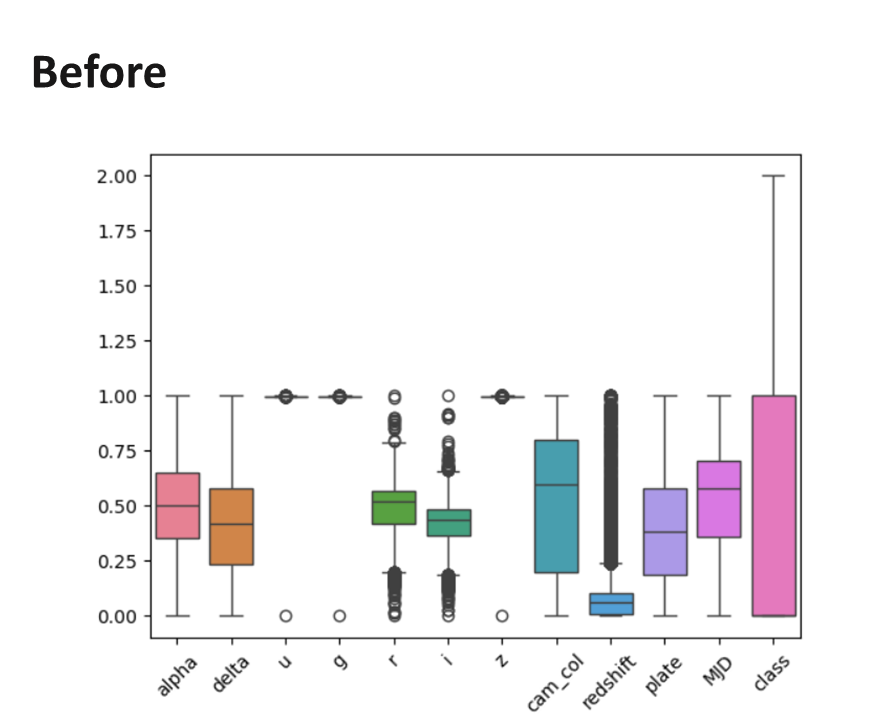 Before
2.00
1.75
1.50
1.25
1.00
0.75
0.50
0.25
0.00
alpha
delta
u
g
r
i
z
cam_col
redshift
plate
MJD
class